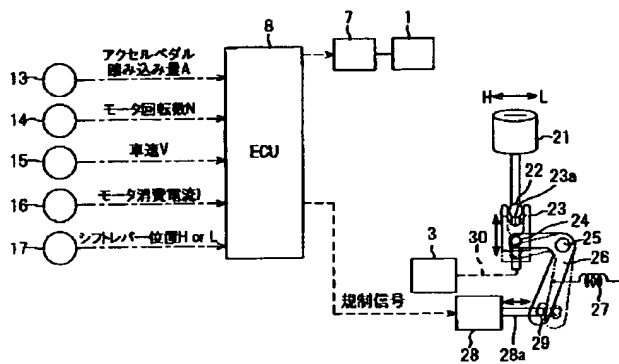 8
7
1
13
アクセルペダル
踏み込み量A
14
モータ回転数N
15
車速V
ECU
16
モータ消費電流I
17
シフトレバー位置H or L
H
L
21
22
23a
23
24
25
26
27
3
30
規制信号
28
28a
29